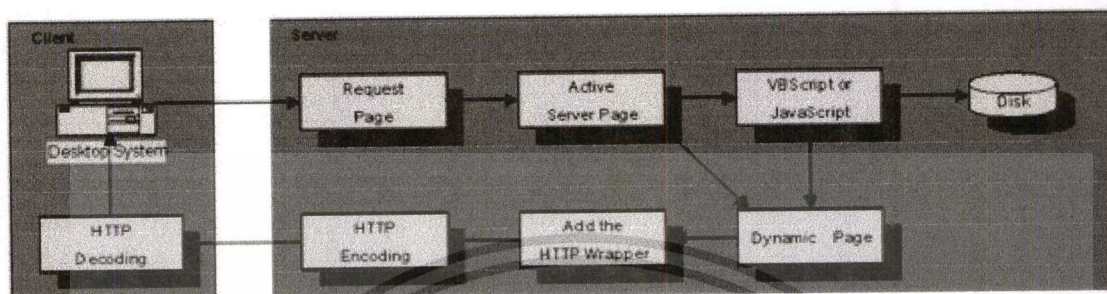 Client
Server
Request
Page
Active
Server Page
VBScript or
JavaScript
Disk
Desktop System
HTTP
Decoding
HTTP
Encoding
Add the
HTTP Wrapper
Dynamic Page